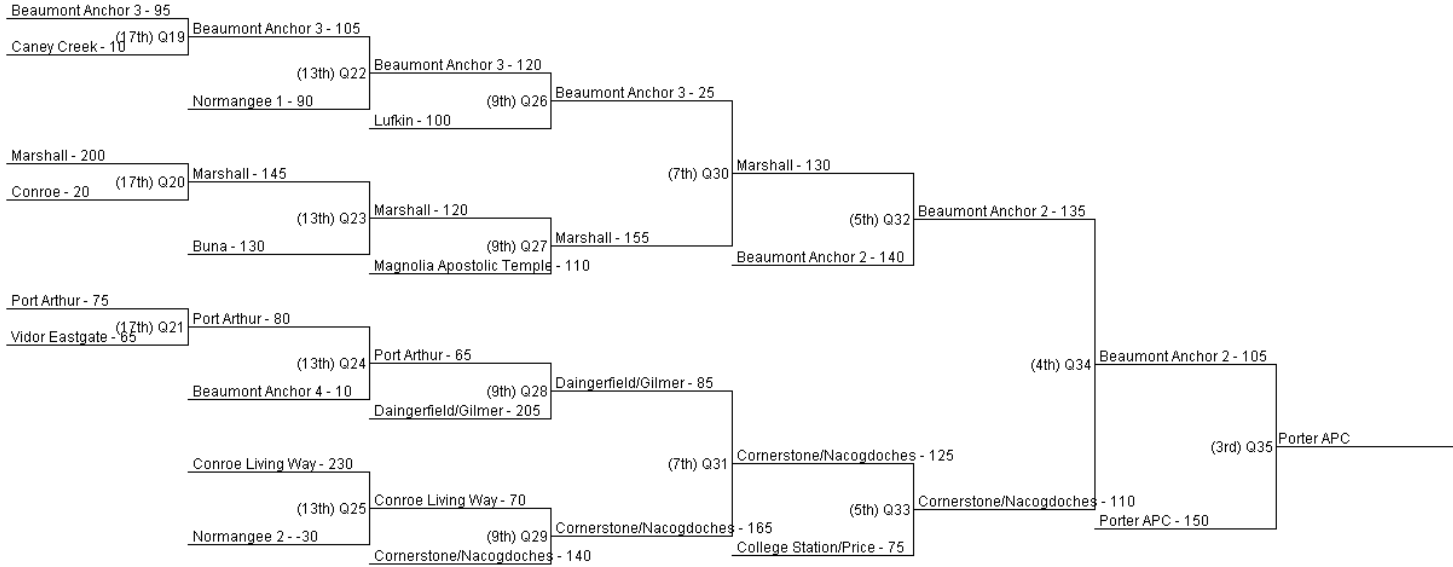 Beaumont Anchor 3 - 95
(17th) Q19
Caney Creek - 10
Beaumont Anchor 3 - 105
(13th) Q22
Normangee 1 - 90
Beaumont Anchor 3 - 120
(9th) Q26
Lufkin - 100
Beaumont Anchor 3 - 25
Marshall - 200
(17th) Q20
Conroe - 20
Marshall - 145
(13th) Q23
Buna - 130
Marshall - 120
(9th) Q27
Magnolia Apostolic Temple - 110
Marshall - 155
(7th) Q30
Marshall - 130
(5th) Q32
Beaumont Anchor 2 - 140
Beaumont Anchor 2 - 135
Port Arthur - 75
(17th) Q21
Vidor Eastgate - 65
Port Arthur - 80
(13th) Q24
Beaumont Anchor 4 - 10
Port Arthur - 65
(9th) Q28
Daingerfield/Gilmer - 205
Daingerfield/Gilmer - 85
Conroe Living Way - 230
(13th) Q25
Normangee 2 - -30
Conroe Living Way - 70
(9th) Q29
Cornerstone/Nacogdoches - 140
Cornerstone/Nacogdoches - 165
(7th) Q31
Cornerstone/Nacogdoches - 125
(5th) Q33
College Station/Price - 75
Cornerstone/Nacogdoches - 110
(4th) Q34
Beaumont Anchor 2 - 105
(3rd) Q35
Porter APC - 150
Porter APC